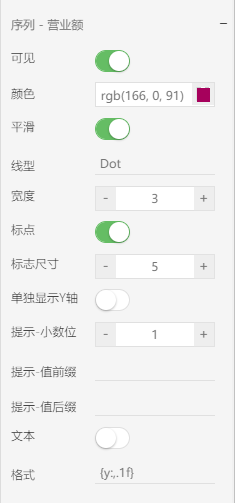 序列 - 营业额
可见
颜色 rgb(166, 0, 91)
平滑
线型 Dot
宽度 - 3 +
标点
标志尺寸 - 5 +
单独显示Y轴
提示-小数位 - 1 +
提示-值前缀
提示-值后缀
文本
格式 {y:,.1f}